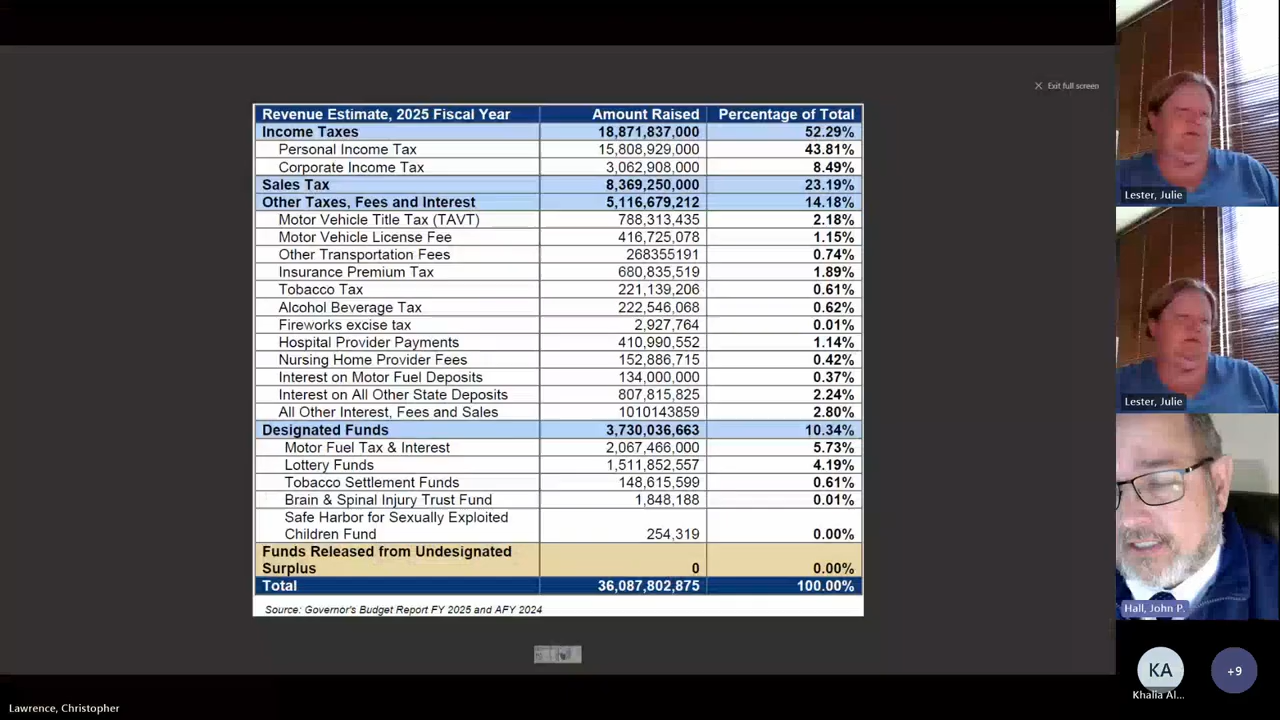 Exit full screen
Revenue Estimate, 2025 Fiscal Year Amount Raised Percentage of Total
Income Taxes 18,871,837,000 52.29%
Personal Income Tax 15,808,929,000 43.81%
Corporate Income Tax 3,062,908,000 8.49%
Sales Tax 8,369,250,000 23.19%
Other Taxes, Fees and Interest 5,116,679,212 14.18%
Motor Vehicle Title Tax (TAVT) 788,313,435 2.18%
Motor Vehicle License Fee 416,725,078 1.15%
Other Transportation Fees 268355191 0.74%
Insurance Premium Tax 680,835,519 1.89%
Tobacco Tax 221,139,206 0.61%
Alcohol Beverage Tax 222,546,068 0.62%
Fireworks excise tax 2,927,764 0.01%
Hospital Provider Payments 410,990,552 1.14%
Nursing Home Provider Fees 152,886,715 0.42%
Interest on Motor Fuel Deposits 134,000,000 0.37%
Interest on All Other State Deposits 807,815,825 2.24%
All Other Interest, Fees and Sales 1010143859 2.80%
Designated Funds 3,730,036,663 10.34%
Motor Fuel Tax & Interest 2,067,466,000 5.73%
Lottery Funds 1,511,852,557 4.19%
Tobacco Settlement Funds 148,615,599 0.61%
Brain & Spinal Injury Trust Fund 1,848,188 0.01%
Safe Harbor for Sexually Exploited
Children Fund 254,319 0.00%
Funds Released from Undesignated
Surplus 0 0.00%
Total 36,087,802,875 100.00%
Source: Governor's Budget Report FY 2025 and AFY 2024
Lester, Julie
Lester, Julie
Hall, John P.
KA
+9
Khalia Al...
Lawrence, Christopher